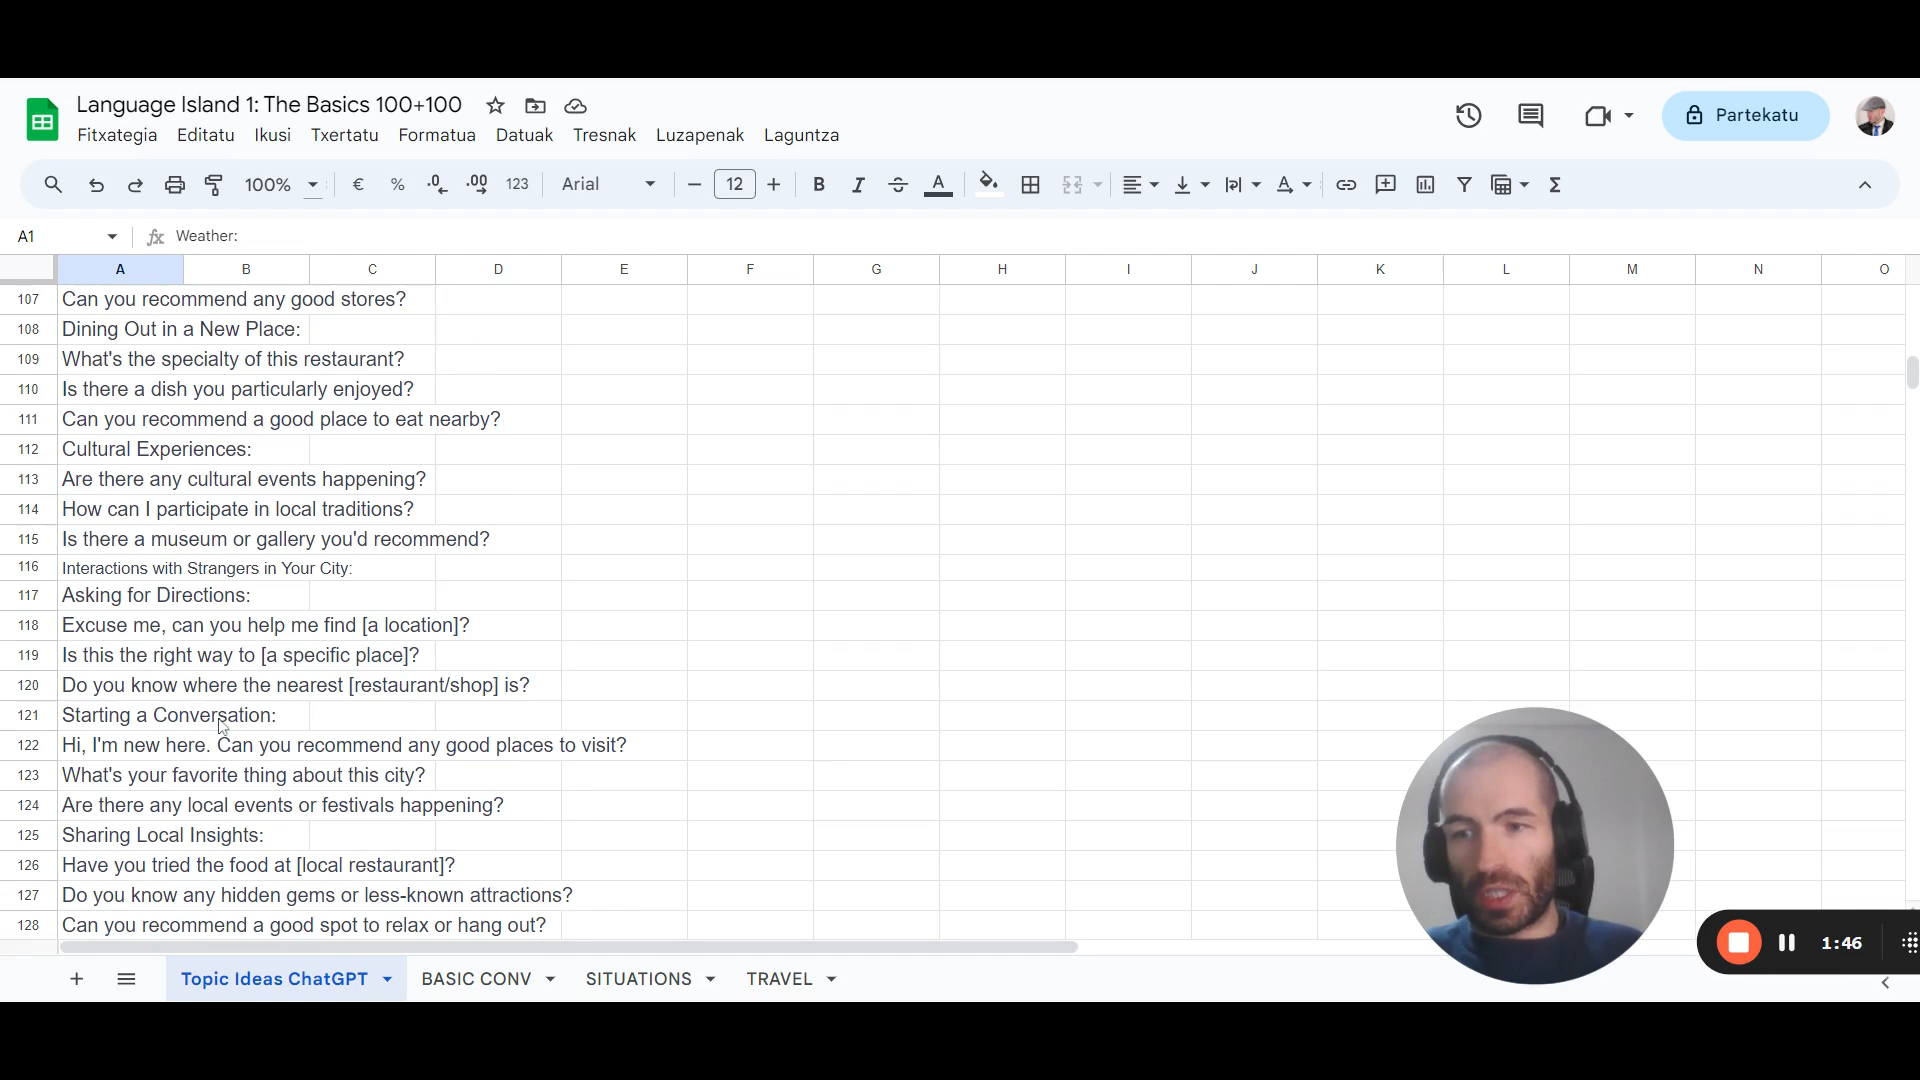 Language Island 1: The Basics 100+100
Fitxategia Editatu Ikusi Txertatu Formatua Datuak Tresnak Luzapenak Laguntza
Partekatu
100% € % .0 .00 123 Arial 12 B I A
A1 fx Weather:
A B C D E F G H I J K L M N O
107 Can you recommend any good stores?
108 Dining Out in a New Place:
109 What's the specialty of this restaurant?
110 Is there a dish you particularly enjoyed?
111 Can you recommend a good place to eat nearby?
112 Cultural Experiences:
113 Are there any cultural events happening?
114 How can I participate in local traditions?
115 Is there a museum or gallery you'd recommend?
116 Interactions with Strangers in Your City:
117 Asking for Directions:
118 Excuse me, can you help me find [a location]?
119 Is this the right way to [a specific place]?
120 Do you know where the nearest [restaurant/shop] is?
121 Starting a Conversation:
122 Hi, I'm new here. Can you recommend any good places to visit?
123 What's your favorite thing about this city?
124 Are there any local events or festivals happening?
125 Sharing Local Insights:
126 Have you tried the food at [local restaurant]?
127 Do you know any hidden gems or less-known attractions?
128 Can you recommend a good spot to relax or hang out?
1:46
Topic Ideas ChatGPT BASIC CONV SITUATIONS TRAVEL